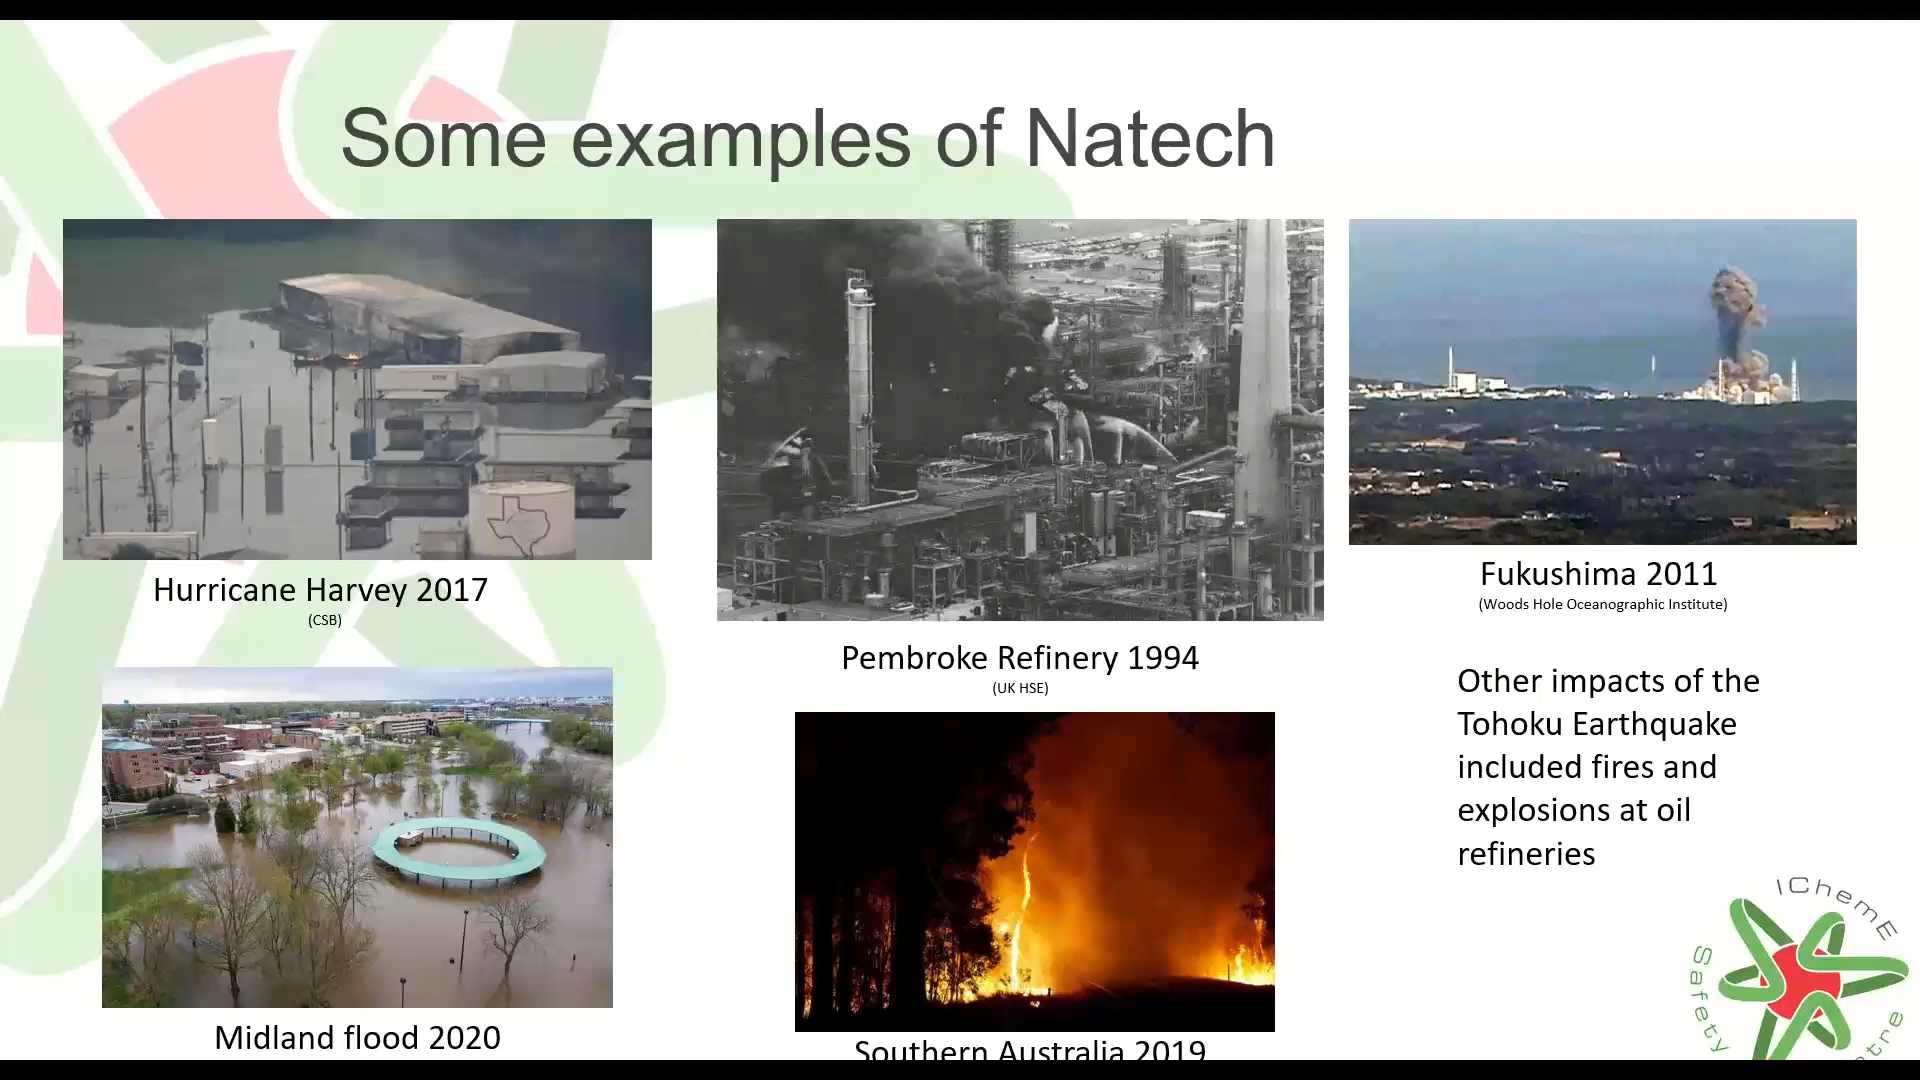 Some examples of Natech
Hurricane Harvey 2017
(CSB)
Pembroke Refinery 1994
(UK HSE)
Fukushima 2011
(Woods Hole Oceanographic Institute)
Other impacts of the
Tohoku Earthquake
included fires and
explosions at oil
refineries
Midland flood 2020
Southern Australia 2019
IChemE
Safety